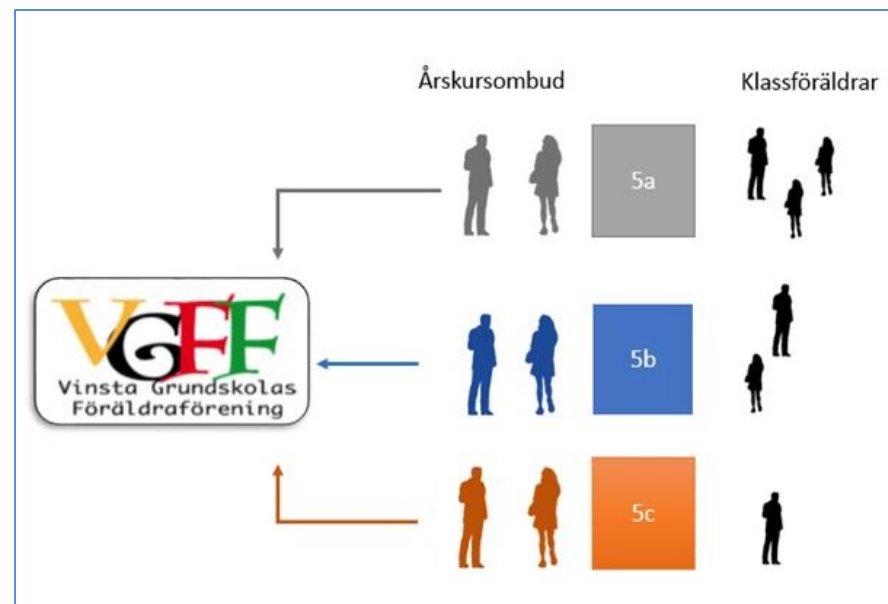 Årskursombud
Klassföräldrar
5a
VGFF
Vinsta Grundskolas
Föräldraförening
5b
5c